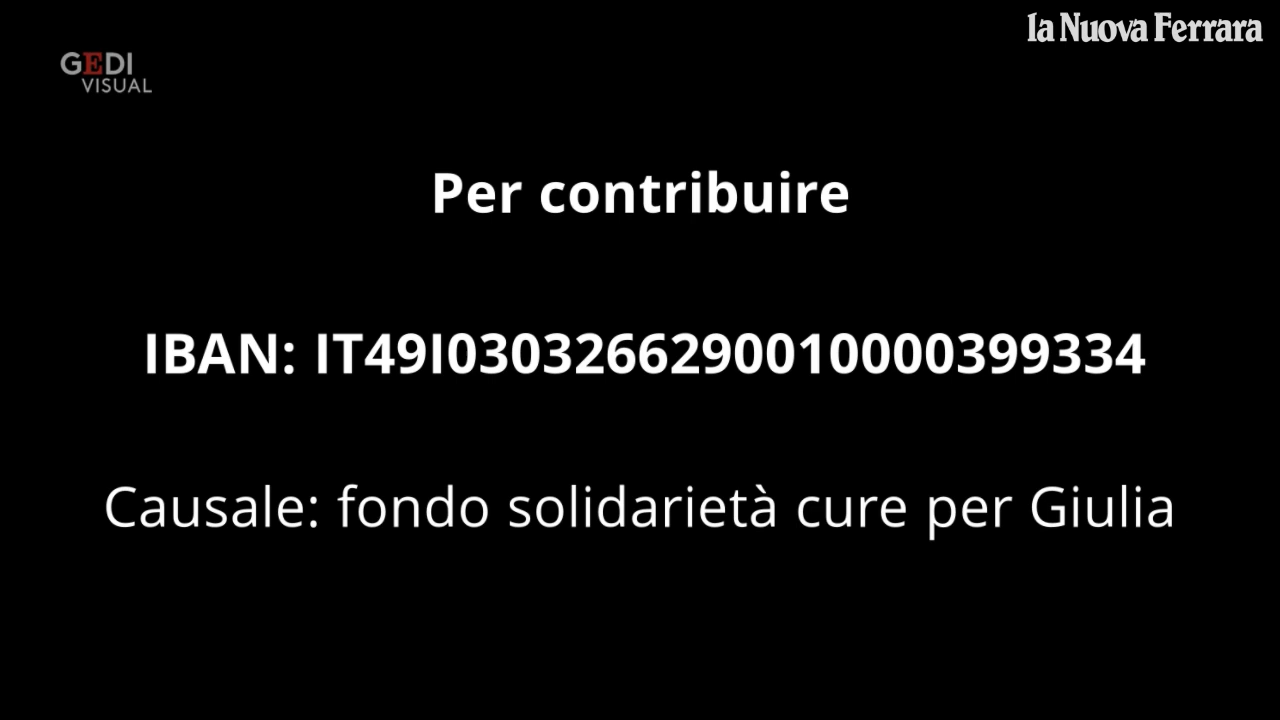 la Nuova Ferrara
GEDI
VISUAL
Per contribuire
IBAN: IT49I0303266290010000399334
Causale: fondo solidarietà cure per Giulia